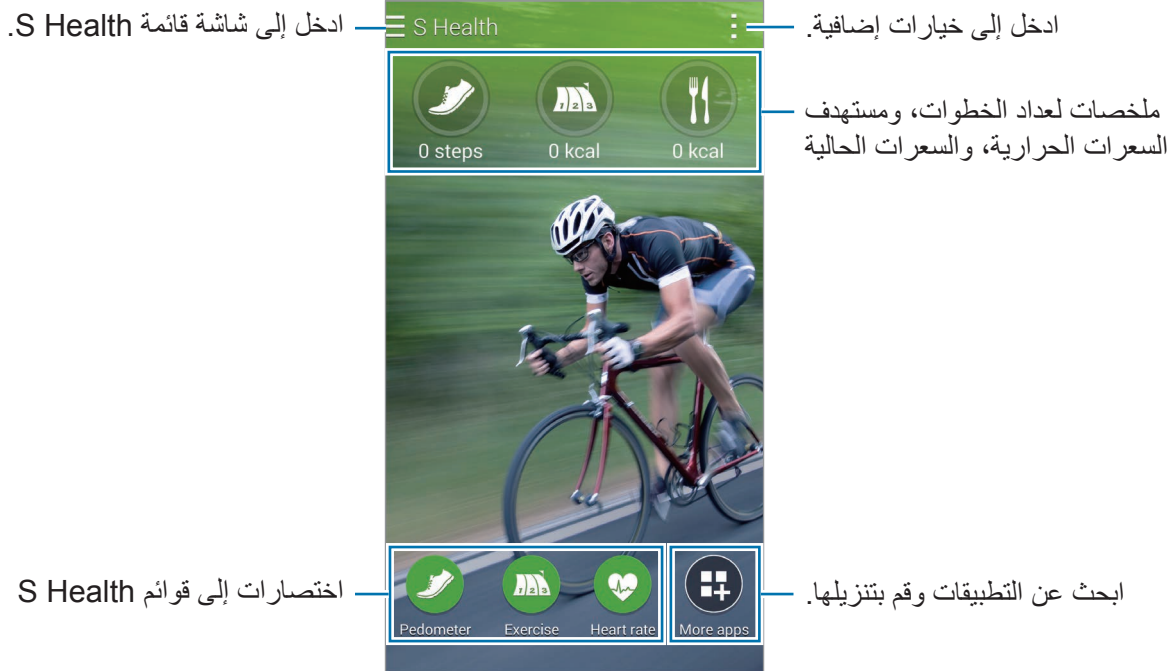 ادخل إلى شاشة قائمة S Health.
S Health
ادخل إلى خيارات إضافية.
0 steps
0 kcal
0 kcal
ملخصات لعداد الخطوات، ومستهدف
السعرات الحرارية، والسعرات الحالية
اختصارات إلى قوائم S Health
Pedometer
Exercise
Heart rate
More apps
ابحث عن التطبيقات وقم بتنزيلها.